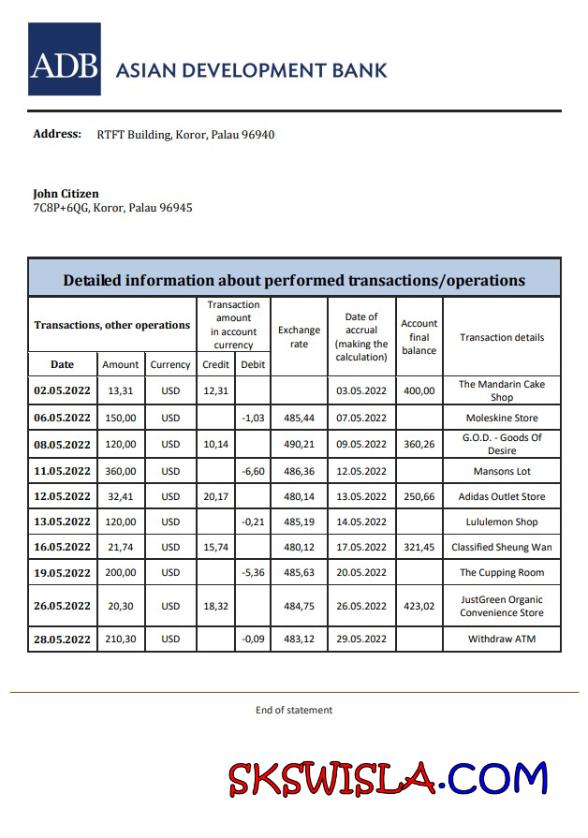 ADB ASIAN DEVELOPMENT BANK
Address: RTFT Building, Koror, Palau 96940
John Citizen
7C8P+6QG, Koror, Palau 96945
Detailed information about performed transactions/operations
Transactions, other operations Transaction amount in account currency Exchange rate Date of accrual (making the calculation) Account final balance Transaction details
Date Amount Currency Credit Debit
02.05.2022 13,31 USD 12,31 03.05.2022 400,00 The Mandarin Cake Shop
06.05.2022 150,00 USD -1,03 485,44 07.05.2022 Moleskine Store
08.05.2022 120,00 USD 10,14 490,21 09.05.2022 360,26 G.O.D. - Goods Of Desire
11.05.2022 360,00 USD -6,60 486,36 12.05.2022 Mansons Lot
12.05.2022 32,41 USD 20,17 480,14 13.05.2022 250,66 Adidas Outlet Store
13.05.2022 120,00 USD -0,21 485,19 14.05.2022 Lululemon Shop
16.05.2022 21,74 USD 15,74 480,12 17.05.2022 321,45 Classified Sheung Wan
19.05.2022 200,00 USD -5,36 485,63 20.05.2022 The Cupping Room
26.05.2022 20,30 USD 18,32 484,75 26.05.2022 423,02 JustGreen Organic Convenience Store
28.05.2022 210,30 USD -0,09 483,12 29.05.2022 Withdraw ATM
End of statement
SKSWISLA.COM